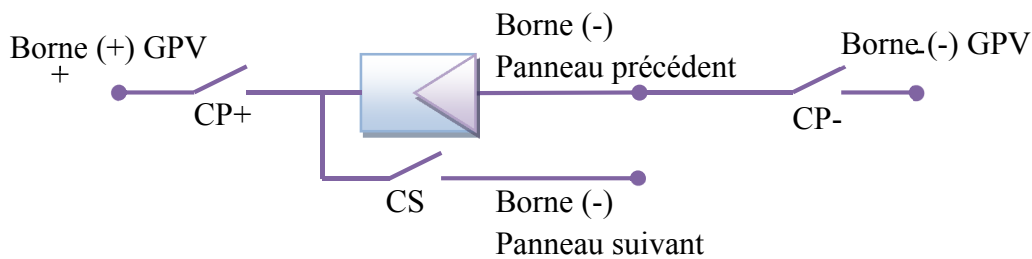 Borne (+) GPV
+
CP+
Borne (-)
Panneau précédent
Borne (-) GPV
-
CP-
CS
Borne (-)
Panneau suivant